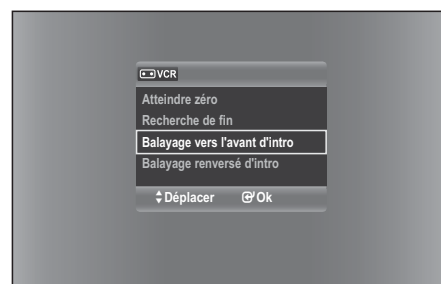 VCR
Atteindre zéro
Recherche de fin
Balayage vers l'avant d'intro
Balayage renversé d'intro
Déplacer Ok